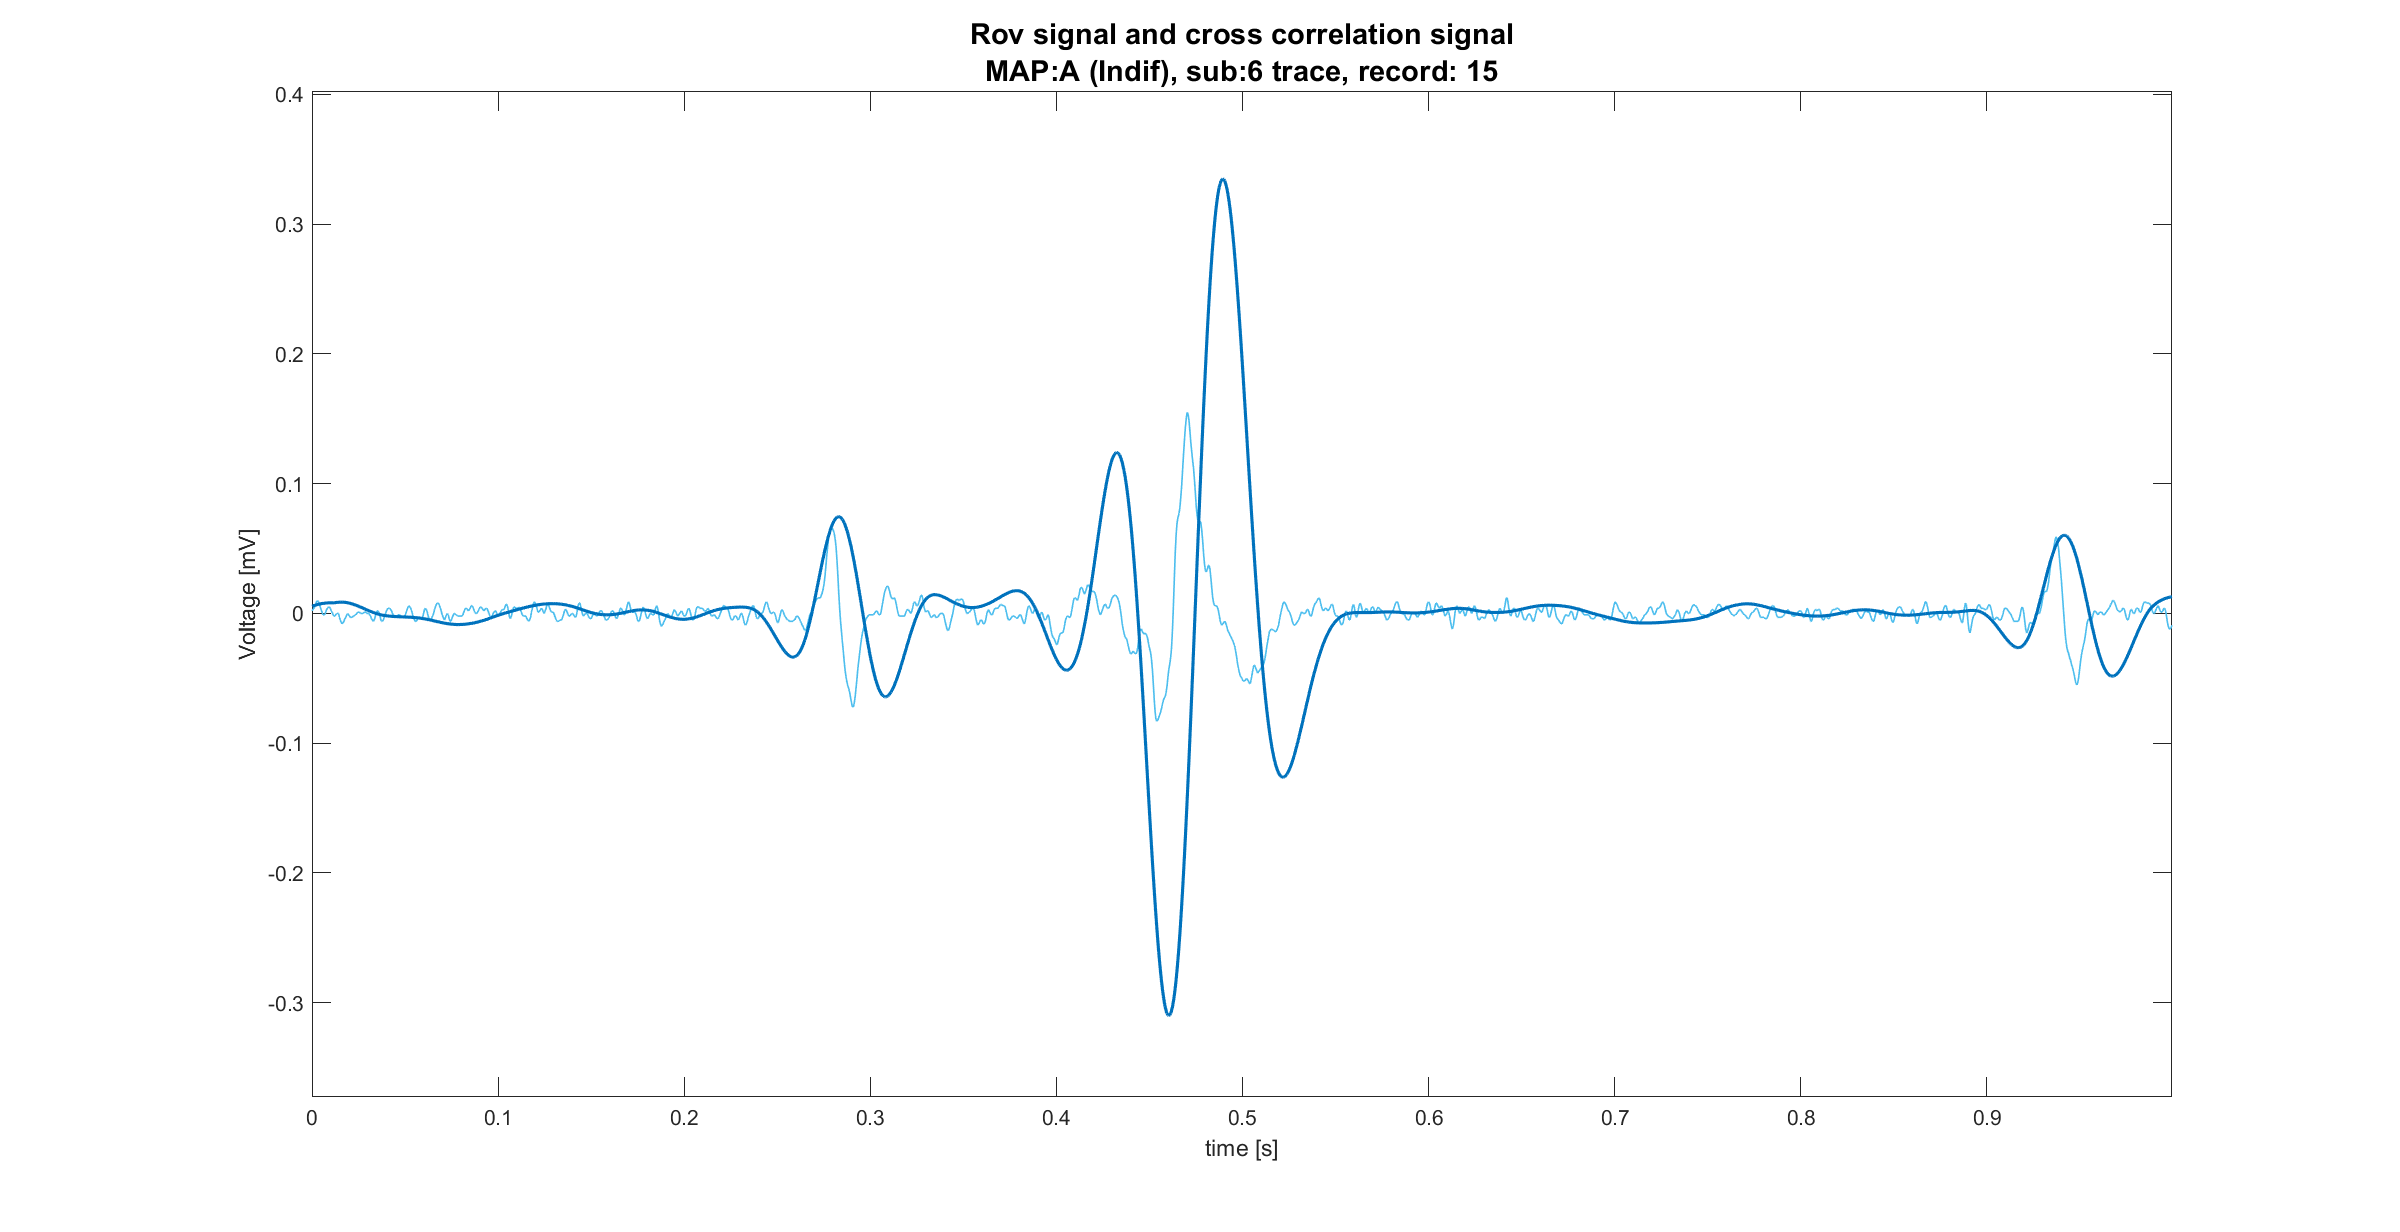 Rov signal and cross correlation signal
MAP:A (Indif), sub:6 trace, record: 15
0.4
0.3
0.2
0.1
0
-0.1
-0.2
-0.3
Voltage [mV]
0 0.1 0.2 0.3 0.4 0.5 0.6 0.7 0.8 0.9
time [s]